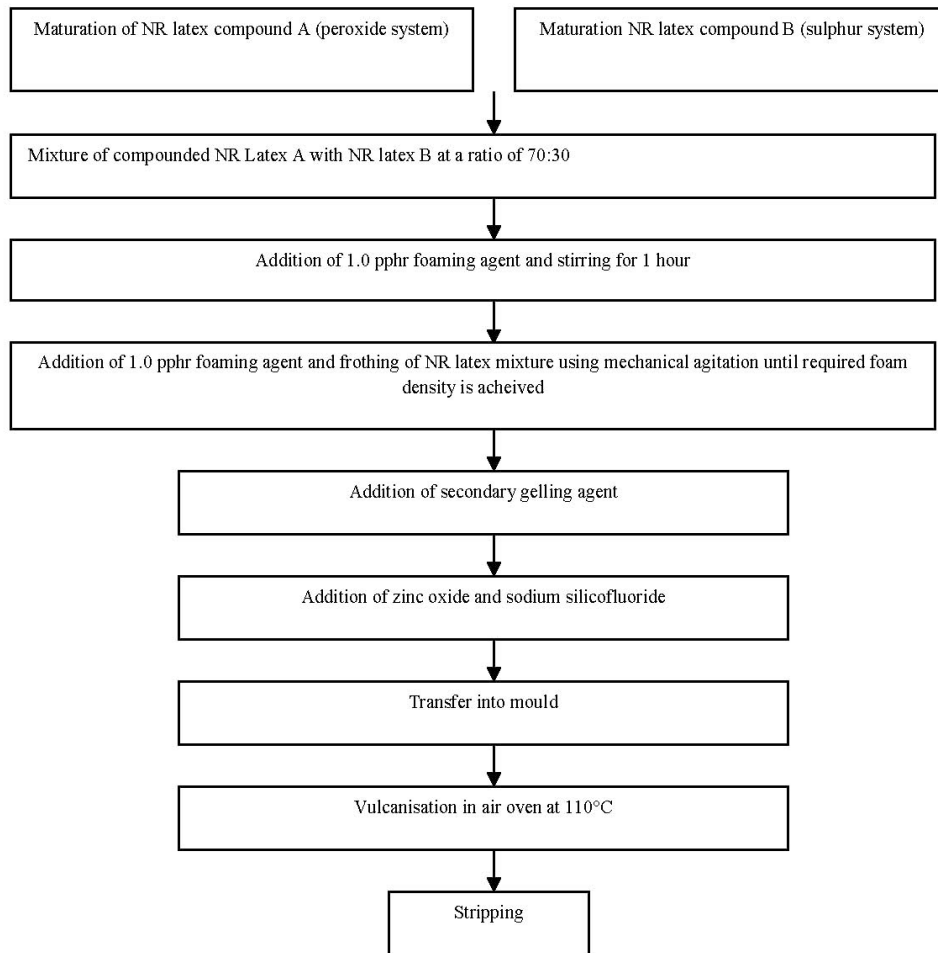 Maturation of NR latex compound A (peroxide system)
Maturation NR latex compound B (sulphur system)
Mixture of compounded NR Latex A with NR latex B at a ratio of 70:30
Addition of 1.0 pphr foaming agent and stirring for 1 hour
Addition of 1.0 pphr foaming agent and frothing of NR latex mixture using mechanical agitation until required foam
density is acheived
Addition of secondary gelling agent
Addition of zinc oxide and sodium silicofluoride
Transfer into mould
Vulcanisation in air oven at 110°C
Stripping